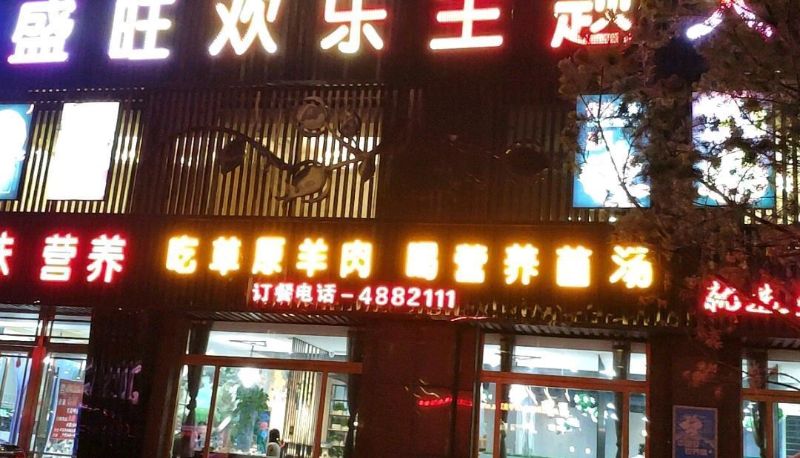 盛旺欢乐主题
营养
吃草原羊肉 喝营养菌汤
订餐电话-4882111